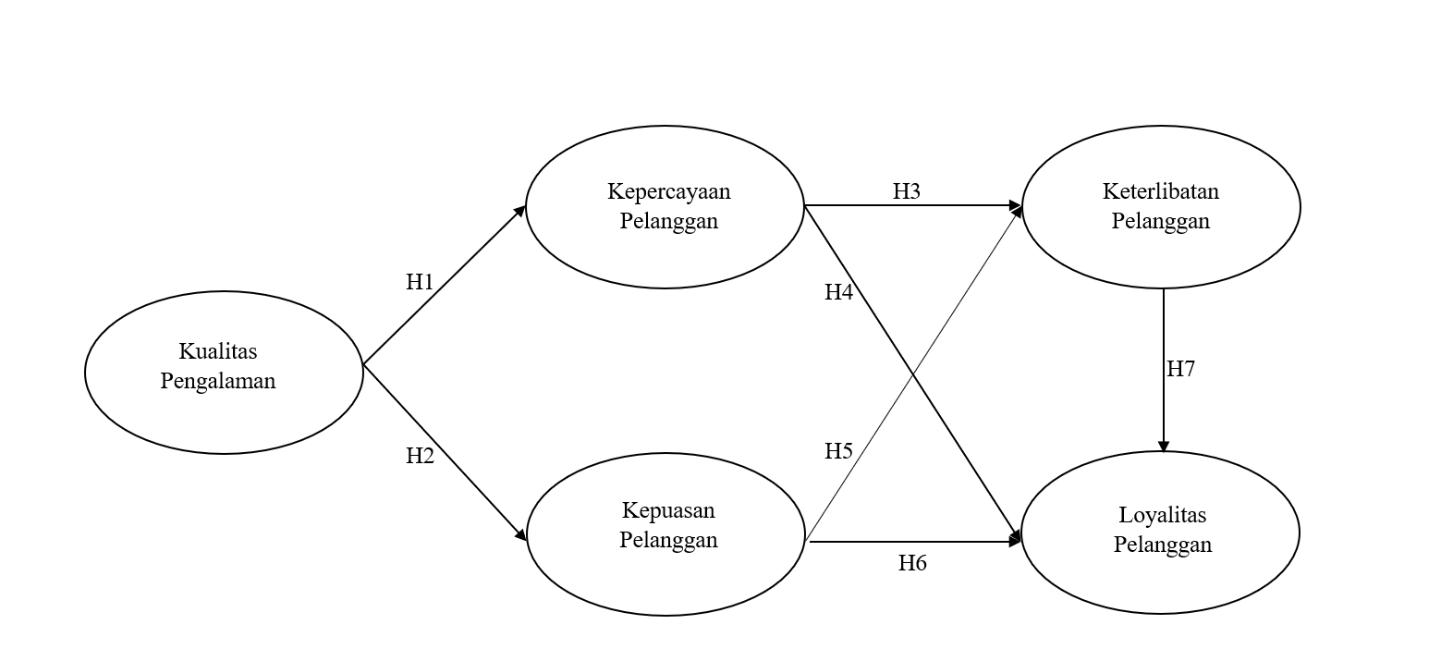 Kepercayaan
Pelanggan
H3
Keterlibatan
Pelanggan
H1
H4
Kualitas
Pengalaman
H7
H2
H5
Kepuasan
Pelanggan
Loyalitas
Pelanggan
H6